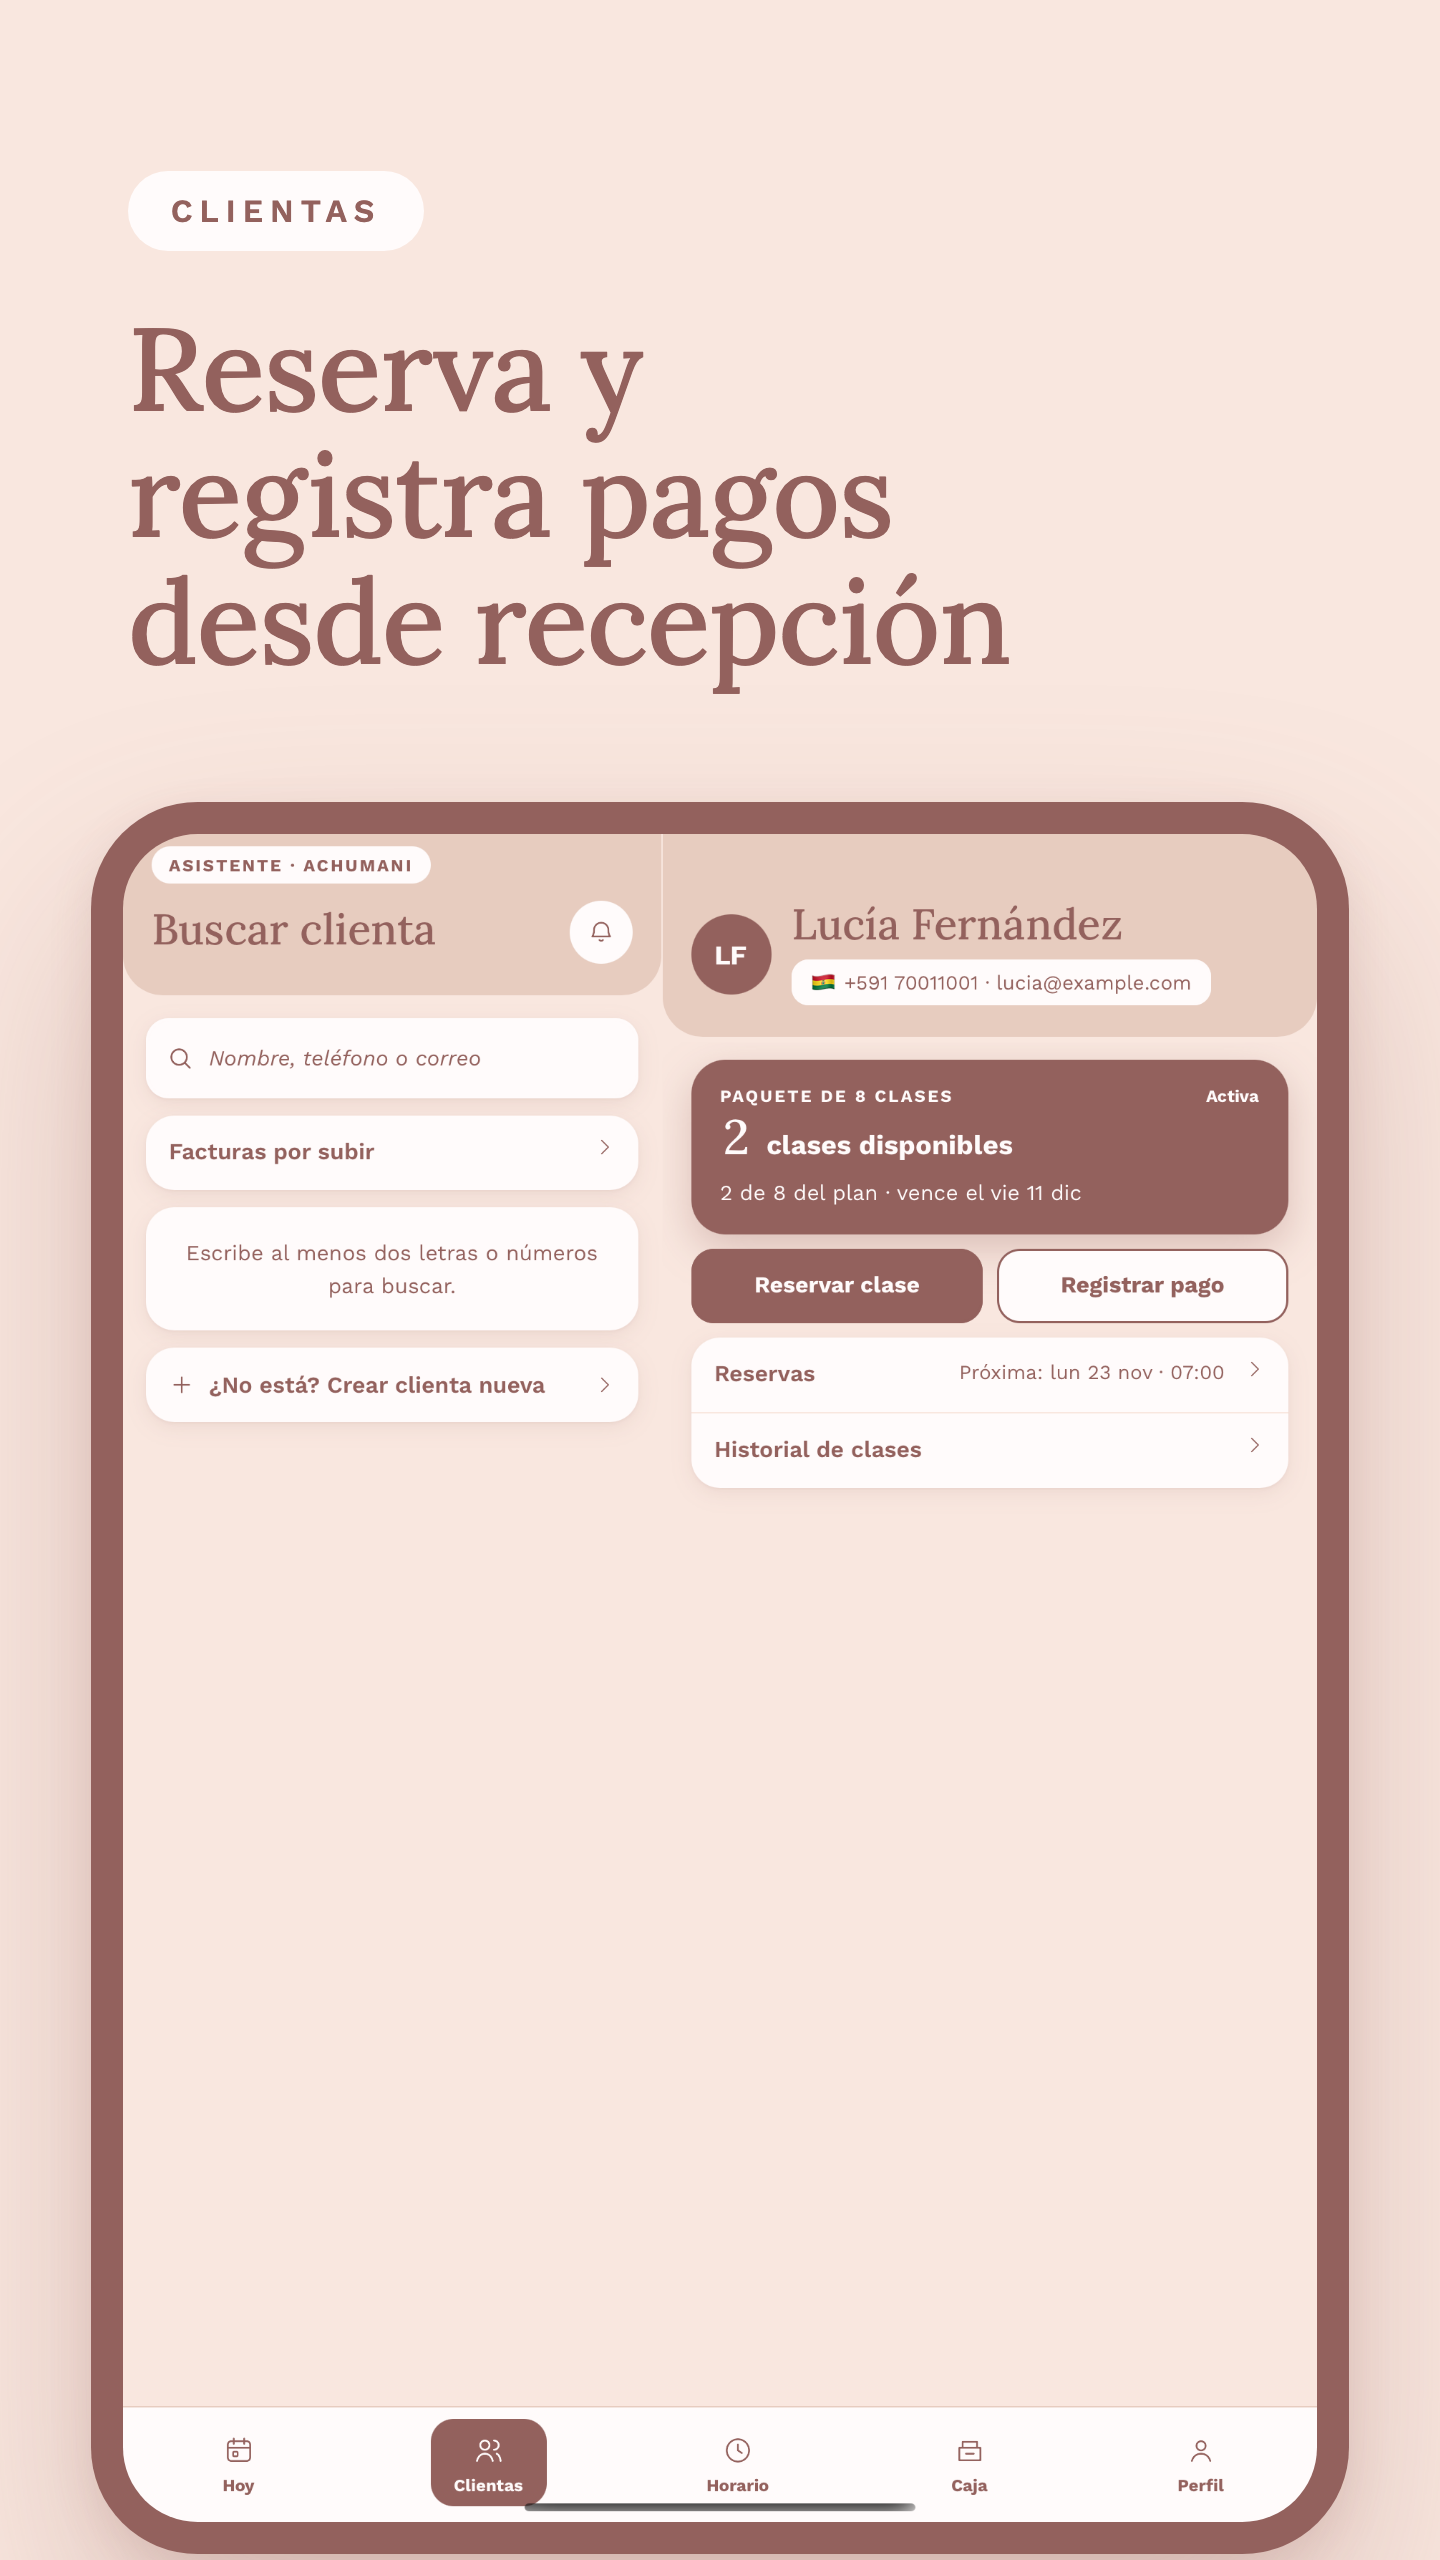 CLIENTAS
Reserva y
registra pagos
desde recepción
ASISTENTE · ACHUMANI
Buscar clienta
Nombre, teléfono o correo
Facturas por subir
Escribe al menos dos letras o números
para buscar.
¿No está? Crear clienta nueva
LF
Lucía Fernández
+591 70011001 · lucia@example.com
PAQUETE DE 8 CLASES
Activa
2 clases disponibles
2 de 8 del plan · vence el vie 11 dic
Reservar clase
Registrar pago
Reservas
Próxima: lun 23 nov · 07:00
Historial de clases
Hoy
Clientas
Horario
Caja
Perfil